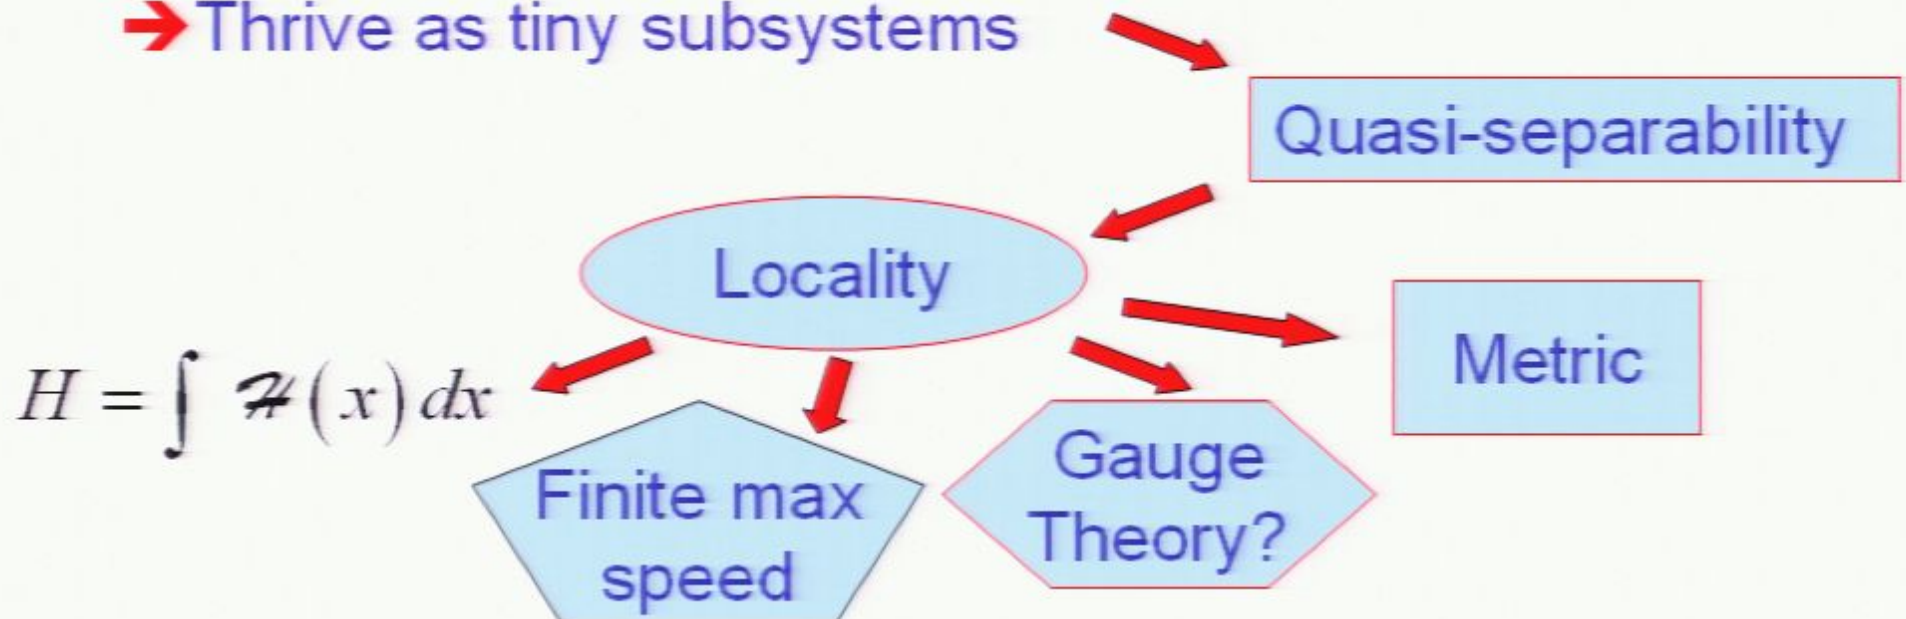 ➔Thrive as tiny subsystems
Quasi-separability
Locality
Metric
H = ∫ ℋ(x)dx
Finite max
speed
Gauge
Theory?